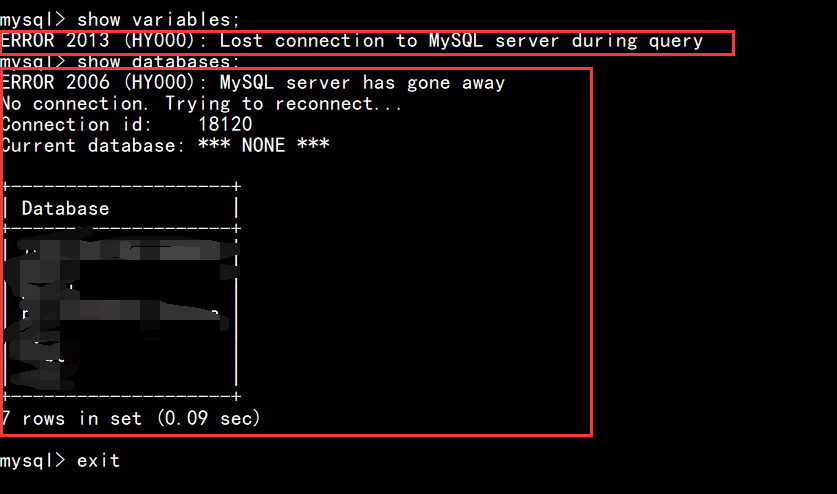 mysql> show variables;
ERROR 2013 (HY000): Lost connection to MySQL server during query
mysql> show databases;
ERROR 2006 (HY000): MySQL server has gone away
No connection. Trying to reconnect...
Connection id:    18120
Current database: *** NONE ***
+--------------------+
| Database           |
+--------------------+
+--------------------+
7 rows in set (0.09 sec)
mysql> exit